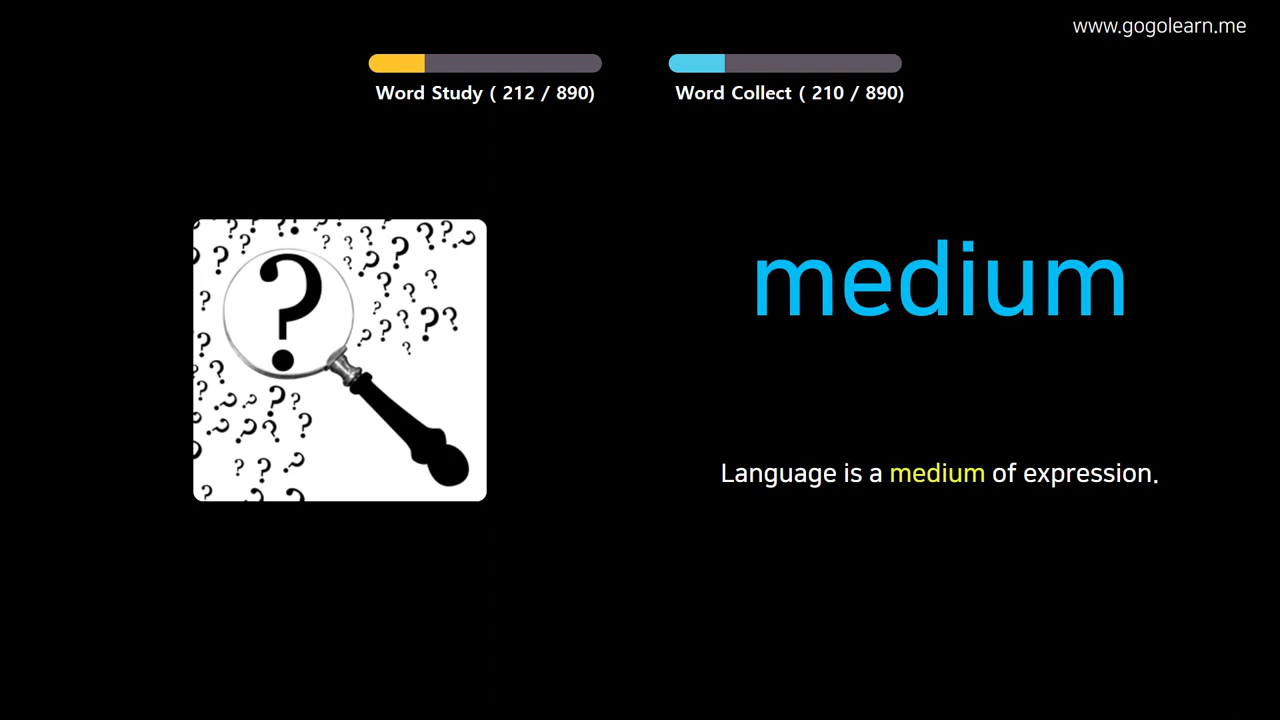 www.gogolearn.me
Word Study ( 212 / 890)
Word Collect ( 210 / 890)
medium
Language is a medium of expression.